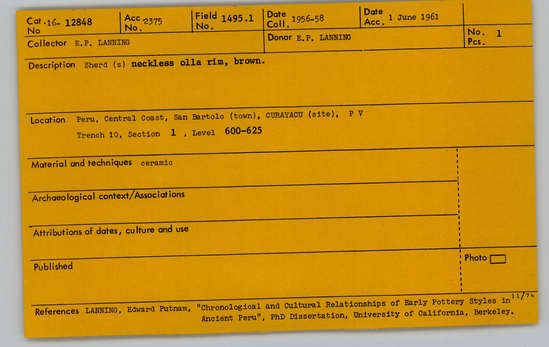 Cat. No 16- 12848 Acc No. 2375 Field No. 1495.1 Date Coll. 1956-58 Date Acc. 1 June 1961
Collector E.P. LANNING Donor E.P. LANNING No. Pcs. 1
Description Sherd (s) neckless olla rim, brown.
Location Peru, Central Coast, San Bartolo (town), CURAYACU (site), P V
Trench 10, Section 1 , Level 600-625
Material and techniques ceramic
Archaeological context/Associations
Attributions of dates, culture and use
Published
Photo
11/74
References LANNING, Edward Putnam, "Chronological and Cultural Relationships of Early Pottery Styles in
Ancient Peru", PhD Dissertation, University of California, Berkeley.